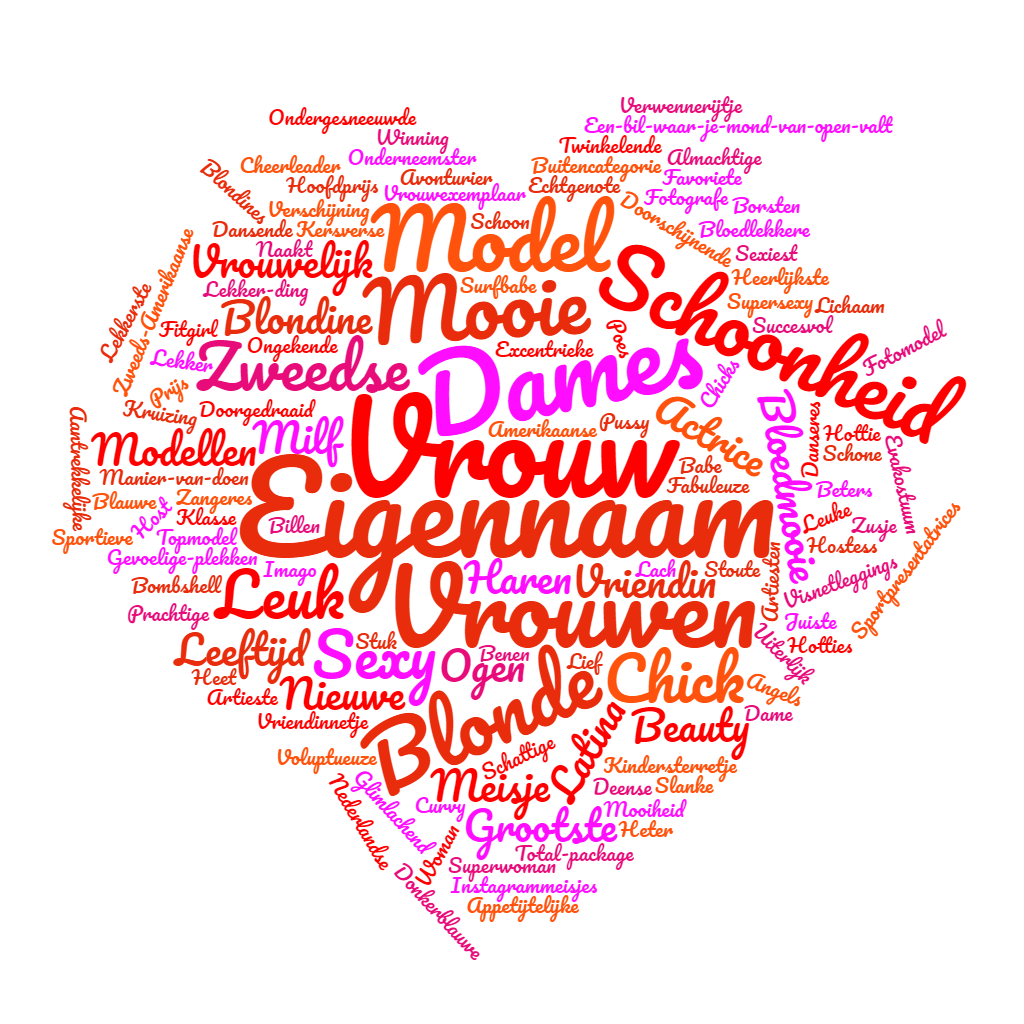 Verwennerijtje
Ondergesneeuwde
Een-bil-waar-je-mond-van-open-valt
Winning
Twinkelende
Onderneemster
Almachtige
Cheerleader
Buitencategorie
Avonturier
Favoriete
Hoofdprijs
Echtgenote
Blondines
Vrouwexemplaar
Fotografe
Borsten
Verschijning
Model
Schoon
Doorschijnende
Dansende
Kersverse
Bloedlekkere
Naakt
Sexiest
Vrouwelijk
Schoonheid
Heerlijkste
Zweeds-Amerikaanse
Lekker-ding
Surfbabe
Mooie
Supersexy
Lichaam
Lekkerste
Fitgirl
Blondine
Succesvol
Poes
Ongekende
Excentrieke
Fotomodel
Lekker
Zweedse
Dames
Chicks
Prijs
Kruizing
Doorgedraaid
Actrice
Bloedmooie
Danseres
Aantrekkelijke
Modellen
Milf
Vrouw
Amerikaanse
Pussy
Hottie
Schone
Evakostuum
Babe
Manier-van-doen
Fabuleuze
Beters
Blauwe
Zangeres
Eigennaam
Host
Klasse
Billen
Leuke
Zusje
Sportieve
Topmodel
Hostess
Sportpresentatrices
Gevoelige-plekken
Imago
Haren
Lach
Stoute
Artiesten
Visnetleggings
Bombshell
Leuk
Vriendin
Prachtige
Vrouwen
Juiste
Uiterlijk
Hotties
Leeftijd
Sexy
Stuk
Ogen
Benen
Lief
Chick
Heet
Nieuwe
Blonde
Angels
Artieste
Latina
Beauty
Dame
Vriendinnetje
Voluptueuze
Schattige
Kindersterretje
Meisje
Deense
Slanke
Nederlandse
Glimlachend
Curvy
Mooiheid
Grootste
Heter
Woman
Total-package
Superwoman
Donkerblauwe
Instagrammeisjes
Appetijtelijke